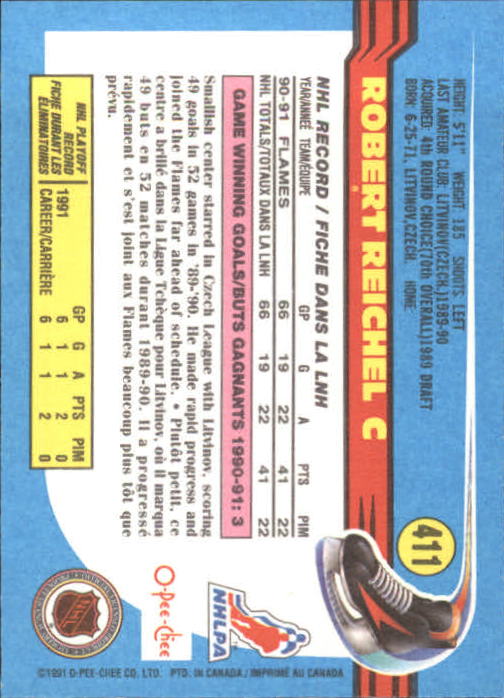 HEIGHT: 5'11" WEIGHT 185 SHOOTS LEFT
LAST AMATEUR CLUB: LITVINOV(CZECH.)1989-90
ACQUIRED: 4th ROUND CHOICE(70th OVERALL)1989 DRAFT
BORN: 6-25-71, LITVINOV,CZECH. HOME:
411
ROBERT REICHEL C
NHL RECORD / FICHE DANS LA LNH
YEAR/ANNÉE TEAM/EQUIPE GP G A PTS PIM
90-91 FLAMES 66 19 22 41 22
NHL TOTALS/TOTAUX DANS LA LNH 66 19 22 41 22
GAME WINNING GOALS/BUTS GAGNANTS 1990-91: 3
Smallish center starred in Czech League with Litvinov, scoring
49 goals in 52 games in '89-'90. He made rapid progress and
joined the Flames far ahead of schedule. • Plutôt petit, ce
centre a brillé dans la Ligue Tchèque pour Litvinov, où il marqua
49 buts en 52 matches durant 1989-90. Il a progressé
rapidement et s'est joint aux Flames beaucoup plus tôt que
prévu.
NHL PLAYOFF
RECORD
FICHE DURANT LES
ÉLIMINATOIRES
GP G A PTS PIM
1991 6 1 1 2 0
CAREER/CARRIÈRE 6 1 1 2 0
NHLPA
O-pee-chee
NHL
©1991 O-PEE-CHEE CO. LTD. PTD. IN CANADA / IMPRIMÉ AU CANADA